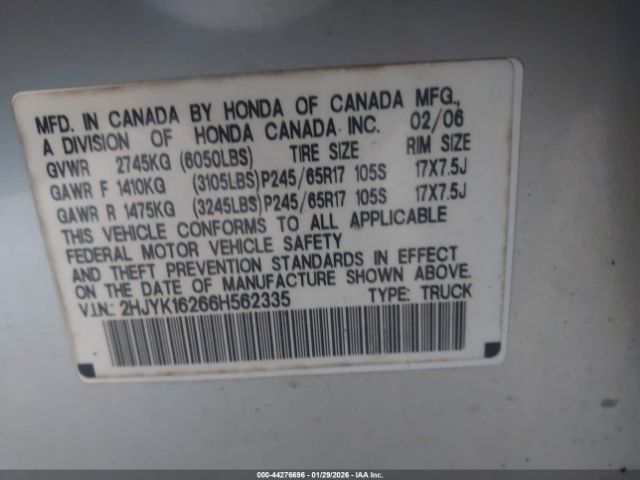 MFD. IN CANADA BY HONDA OF CANADA MFG.,
A DIVISION OF HONDA CANADA INC. 02/06
GVWR 2745KG (6050LBS) TIRE SIZE RIM SIZE
GAWR F 1410KG (3105LBS) P245/65R17 105S 17X7.5J
GAWR R 1475KG (3245LBS) P245/65R17 105S 17X7.5J
THIS VEHICLE CONFORMS TO ALL APPLICABLE
FEDERAL MOTOR VEHICLE SAFETY
AND THEFT PREVENTION STANDARDS IN EFFECT
ON THE DATE OF MANUFACTURE SHOWN ABOVE.
V.I.N.: 2HJYK16266H562335 TYPE: TRUCK
000-44276696 - 01/29/2026 - IAA Inc.